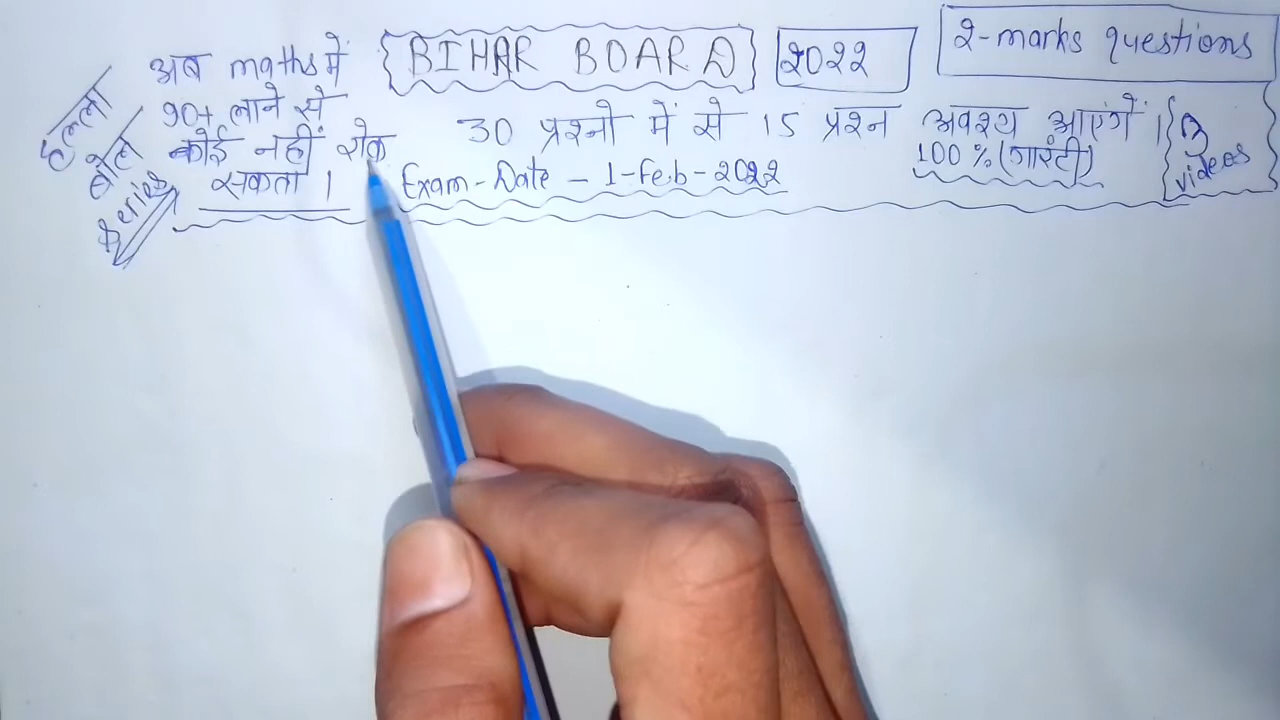 हल्ला
बोल
series
अब maths में
90+ लाने से
कोई नहीं रोक
सकता ।
BIHAR BOARD
2022
2-marks questions
30 प्रश्नो में से 15 प्रश्न अवश्य आएंगें ।
100 % (गारंटी)
Exam-Date - 1-Feb-2022
3
videos